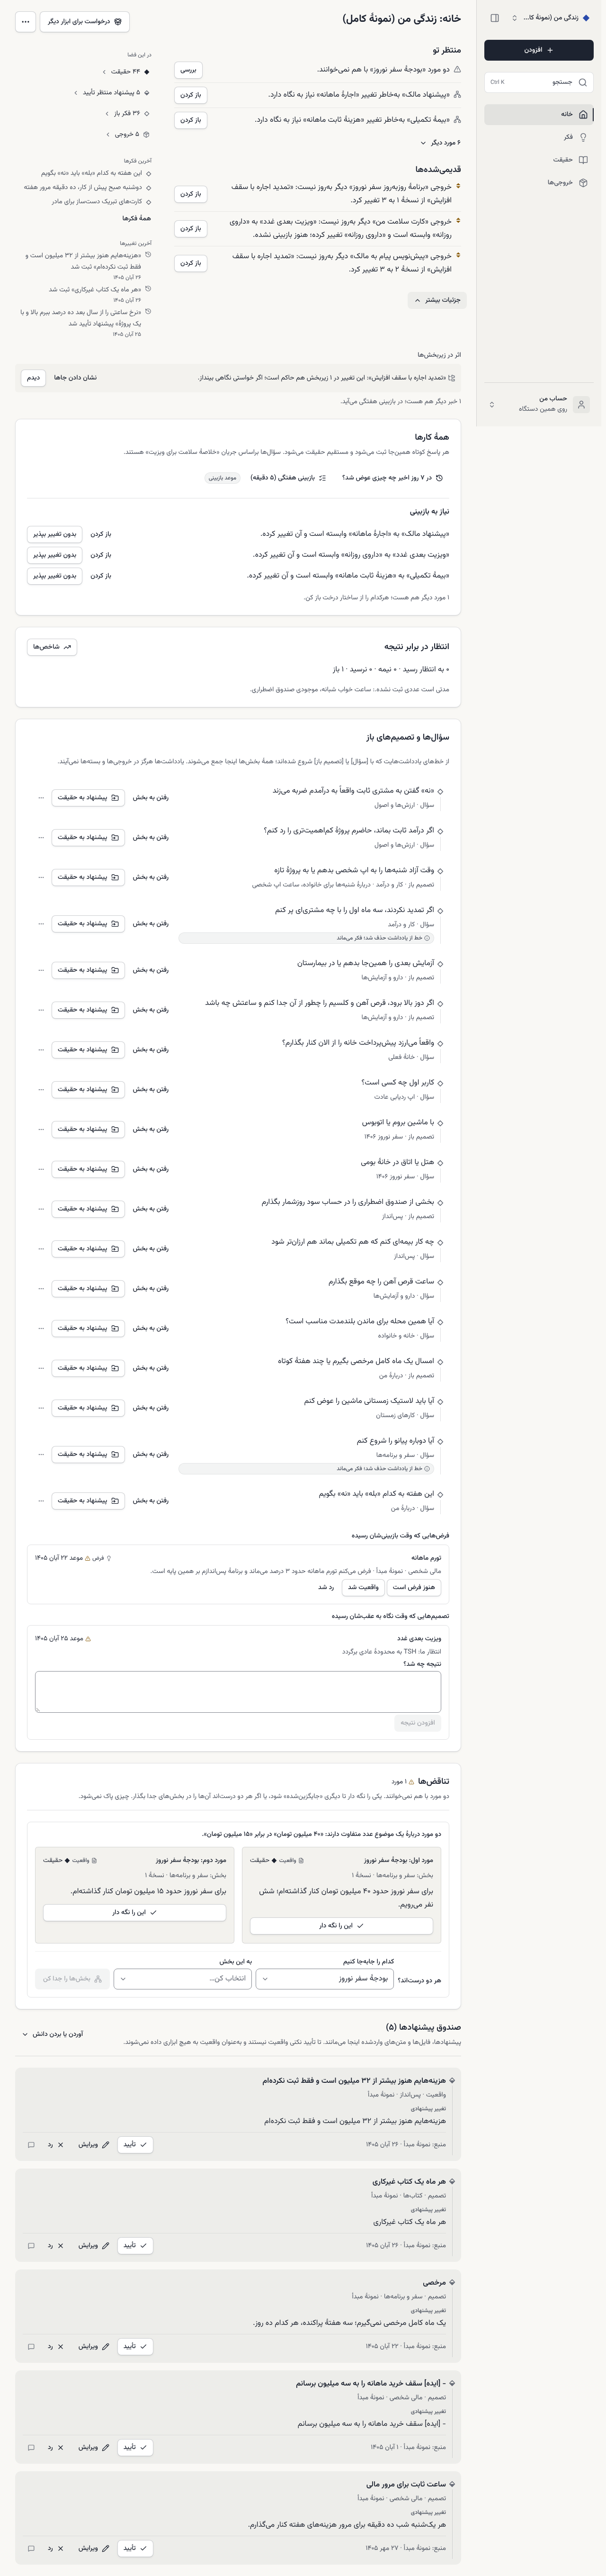 زندگی من (نمونهٔ کا...
افزودن
جستجو
Ctrl K
خانه
فکر
حقیقت
خروجی‌ها
حساب من
روی همین دستگاه
خانه: زندگی من (نمونهٔ کامل)
درخواست برای ابزار دیگر
منتظر تو
دو مورد «بودجهٔ سفر نوروز» با هم نمی‌خوانند.
بررسی
«پیشنهاد مالک» به‌خاطر تغییر «اجارهٔ ماهانه» نیاز به نگاه دارد.
باز کردن
«بیمهٔ تکمیلی» به‌خاطر تغییر «هزینهٔ ثابت ماهانه» نیاز به نگاه دارد.
باز کردن
۶ مورد دیگر
قدیمی‌شده‌ها
خروجی «برنامهٔ روزبه‌روز سفر نوروز» دیگر به‌روز نیست: «تمدید اجاره با سقف افزایش» از نسخهٔ ۱ به ۳ تغییر کرد.
باز کردن
خروجی «کارت سلامت من» دیگر به‌روز نیست: «ویزیت بعدی غدد» به «داروی روزانه» وابسته است و «داروی روزانه» تغییر کرده؛ هنوز بازبینی نشده.
باز کردن
خروجی «پیش‌نویس پیام به مالک» دیگر به‌روز نیست: «تمدید اجاره با سقف افزایش» از نسخهٔ ۲ به ۳ تغییر کرد.
باز کردن
جزئیات بیشتر
در این فضا
۴۴ حقیقت
۵ پیشنهاد منتظر تأیید
۳۶ فکر باز
۵ خروجی
آخرین فکرها
این هفته به کدام «بله» باید «نه» بگویم
دوشنبه صبح پیش از کار، ده دقیقه مرور هفته
کارت‌های تبریک دست‌ساز برای مادر
همهٔ فکرها
آخرین تغییرها
«هزینه‌هایم هنوز بیشتر از ۳۲ میلیون است و فقط ثبت نکرده‌ام» ثبت شد
۲۶ آبان ۱۴۰۵
«هر ماه یک کتاب غیرکاری» ثبت شد
۲۶ آبان ۱۴۰۵
«نرخ ساعتی را از سال بعد ده درصد ببرم بالا و با یک پروژهٔ» پیشنهاد تأیید شد
۲۵ آبان ۱۴۰۵
اثر در زیربخش‌ها
«تمدید اجاره با سقف افزایش»: این تغییر در ۱ زیربخش هم حاکم است؛ اگر خواستی نگاهی بینداز.
نشان دادن جاها
دیدم
۱ خبر دیگر هم هست؛ در بازبینی هفتگی می‌آید.
همهٔ کارها
هر پاسخ کوتاه همین‌جا ثبت می‌شود و مستقیم حقیقت می‌شود. سؤال‌ها براساس جریان «خلاصهٔ سلامت برای ویزیت» هستند.
در ۷ روز اخیر چه چیزی عوض شد؟
بازبینی هفتگی (۵ دقیقه)
موعد بازبینی
نیاز به بازبینی
«پیشنهاد مالک» به «اجارهٔ ماهانه» وابسته است و آن تغییر کرده.
باز کردن
بدون تغییر بپذیر
«ویزیت بعدی غدد» به «داروی روزانه» وابسته است و آن تغییر کرده.
باز کردن
بدون تغییر بپذیر
«بیمهٔ تکمیلی» به «هزینهٔ ثابت ماهانه» وابسته است و آن تغییر کرده.
باز کردن
بدون تغییر بپذیر
۱ مورد دیگر هم هست؛ هرکدام را از ساختار درخت باز کن.
انتظار در برابر نتیجه
شاخص‌ها
۰ به انتظار رسید · ۰ نیمه · ۰ نرسید · ۱ باز
مدتی است عددی ثبت نشده: ساعت خواب شبانه، موجودی صندوق اضطراری.
سؤال‌ها و تصمیم‌های باز
از خط‌های یادداشت‌هایت که با [سؤال] یا [تصمیم باز] شروع شده‌اند؛ همهٔ بخش‌ها اینجا جمع می‌شوند. یادداشت‌ها هرگز در خروجی‌ها و بسته‌ها نمی‌آیند.
«نه» گفتن به مشتری ثابت واقعاً به درآمدم ضربه می‌زند
سؤال · ارزش‌ها و اصول
رفتن به بخش
پیشنهاد به حقیقت
اگر درآمد ثابت بماند، حاضرم پروژهٔ کم‌اهمیت‌تری را رد کنم؟
سؤال · ارزش‌ها و اصول
رفتن به بخش
پیشنهاد به حقیقت
وقت آزاد شنبه‌ها را به اپ شخصی بدهم یا به پروژهٔ تازه
تصمیم باز · کار و درآمد · دربارهٔ شنبه‌ها برای خانواده، ساعت اپ شخصی
رفتن به بخش
پیشنهاد به حقیقت
اگر تمدید نکردند، سه ماه اول را با چه مشتری‌ای پر کنم
سؤال · کار و درآمد
خط از یادداشت حذف شد؛ فکر می‌ماند
رفتن به بخش
پیشنهاد به حقیقت
آزمایش بعدی را همین‌جا بدهم یا در بیمارستان
تصمیم باز · دارو و آزمایش‌ها
رفتن به بخش
پیشنهاد به حقیقت
اگر دوز بالا برود، قرص آهن و کلسیم را چطور از آن جدا کنم و ساعتش چه باشد
تصمیم باز · دارو و آزمایش‌ها
رفتن به بخش
پیشنهاد به حقیقت
واقعاً می‌ارزد پیش‌پرداخت خانه را از الان کنار بگذارم؟
سؤال · خانهٔ فعلی
رفتن به بخش
پیشنهاد به حقیقت
کاربر اول چه کسی است؟
سؤال · اپ ردیابی عادت
رفتن به بخش
پیشنهاد به حقیقت
با ماشین بروم یا اتوبوس
تصمیم باز · سفر نوروز ۱۴۰۶
رفتن به بخش
پیشنهاد به حقیقت
هتل یا اتاق در خانهٔ بومی
سؤال · سفر نوروز ۱۴۰۶
رفتن به بخش
پیشنهاد به حقیقت
بخشی از صندوق اضطراری را در حساب سود روزشمار بگذارم
تصمیم باز · پس‌انداز
رفتن به بخش
پیشنهاد به حقیقت
چه کار بیمه‌ای کنم که هم تکمیلی بماند هم ارزان‌تر شود
سؤال · پس‌انداز
رفتن به بخش
پیشنهاد به حقیقت
ساعت قرص آهن را چه موقع بگذارم
سؤال · دارو و آزمایش‌ها
رفتن به بخش
پیشنهاد به حقیقت
آیا همین محله برای ماندن بلندمدت مناسب است؟
سؤال · خانه و خانواده
رفتن به بخش
پیشنهاد به حقیقت
امسال یک ماه کامل مرخصی بگیرم یا چند هفتهٔ کوتاه
تصمیم باز · دربارهٔ من
رفتن به بخش
پیشنهاد به حقیقت
آیا باید لاستیک زمستانی ماشین را عوض کنم
سؤال · کارهای زمستان
رفتن به بخش
پیشنهاد به حقیقت
آیا دوباره پیانو را شروع کنم
سؤال · سفر و برنامه‌ها
خط از یادداشت حذف شد؛ فکر می‌ماند
رفتن به بخش
پیشنهاد به حقیقت
این هفته به کدام «بله» باید «نه» بگویم
سؤال · دربارهٔ من
رفتن به بخش
پیشنهاد به حقیقت
فرض‌هایی که وقت بازبینی‌شان رسیده
تورم ماهانه
فرض
موعد ۲۲ آبان ۱۴۰۵
مالی شخصی · نمونهٔ مبدأ · فرض می‌کنم تورم ماهانه حدود ۳ درصد می‌ماند و برنامهٔ پس‌اندازم بر همین پایه است.
هنوز فرض است
واقعیت شد
رد شد
تصمیم‌هایی که وقت نگاه به عقب‌شان رسیده
ویزیت بعدی غدد
موعد ۲۵ آبان ۱۴۰۵
انتظار ما: TSH به محدودهٔ عادی برگردد
نتیجه چه شد؟
افزودن نتیجه
تناقض‌ها
۱ مورد
دو مورد با هم نمی‌خوانند. یکی را نگه دار تا دیگری «جایگزین‌شده» شود، یا اگر هر دو درست‌اند آن‌ها را در بخش‌های جدا بگذار. چیزی پاک نمی‌شود.
دو مورد دربارهٔ یک موضوع عدد متفاوت دارند: «۴۰ میلیون تومان» در برابر «۱۵ میلیون تومان».
مورد اول: بودجهٔ سفر نوروز
واقعیت
حقیقت
بخش: سفر و برنامه‌ها · نسخهٔ ۱
برای سفر نوروز حدود ۴۰ میلیون تومان کنار گذاشته‌ام؛ شش نفر می‌رویم.
این را نگه دار
مورد دوم: بودجهٔ سفر نوروز
واقعیت
حقیقت
بخش: سفر و برنامه‌ها · نسخهٔ ۱
برای سفر نوروز حدود ۱۵ میلیون تومان کنار گذاشته‌ام.
این را نگه دار
هر دو درست‌اند؟
کدام را جابه‌جا کنیم
بودجهٔ سفر نوروز
به این بخش
انتخاب کن...
بخش‌ها را جدا کن
صندوق پیشنهادها (۵)
آوردن یا بردن دانش
پیشنهادها، فایل‌ها و متن‌های واردشده اینجا می‌مانند. تا تأیید نکنی واقعیت نیستند و به‌عنوان واقعیت به هیچ ابزاری داده نمی‌شوند.
هزینه‌هایم هنوز بیشتر از ۳۲ میلیون است و فقط ثبت نکرده‌ام
واقعیت · پس‌انداز · نمونهٔ مبدأ
تغییر پیشنهادی
هزینه‌هایم هنوز بیشتر از ۳۲ میلیون است و فقط ثبت نکرده‌ام
منبع: نمونهٔ مبدأ · ۲۶ آبان ۱۴۰۵
تأیید
ویرایش
رد
هر ماه یک کتاب غیرکاری
تصمیم · کتاب‌ها · نمونهٔ مبدأ
تغییر پیشنهادی
هر ماه یک کتاب غیرکاری
منبع: نمونهٔ مبدأ · ۲۶ آبان ۱۴۰۵
تأیید
ویرایش
رد
مرخصی
تصمیم · سفر و برنامه‌ها · نمونهٔ مبدأ
تغییر پیشنهادی
یک ماه کامل مرخصی نمی‌گیرم؛ سه هفتهٔ پراکنده، هر کدام ده روز.
منبع: نمونهٔ مبدأ · ۲۲ آبان ۱۴۰۵
تأیید
ویرایش
رد
- [ایده] سقف خرید ماهانه را به سه میلیون برسانم
تصمیم · مالی شخصی · نمونهٔ مبدأ
تغییر پیشنهادی
- [ایده] سقف خرید ماهانه را به سه میلیون برسانم
منبع: نمونهٔ مبدأ · ۱ آبان ۱۴۰۵
تأیید
ویرایش
رد
ساعت ثابت برای مرور مالی
تصمیم · مالی شخصی · نمونهٔ مبدأ
تغییر پیشنهادی
هر یک‌شنبه شب ده دقیقه برای مرور هزینه‌های هفته کنار می‌گذارم.
منبع: نمونهٔ مبدأ · ۲۷ مهر ۱۴۰۵
تأیید
ویرایش
رد